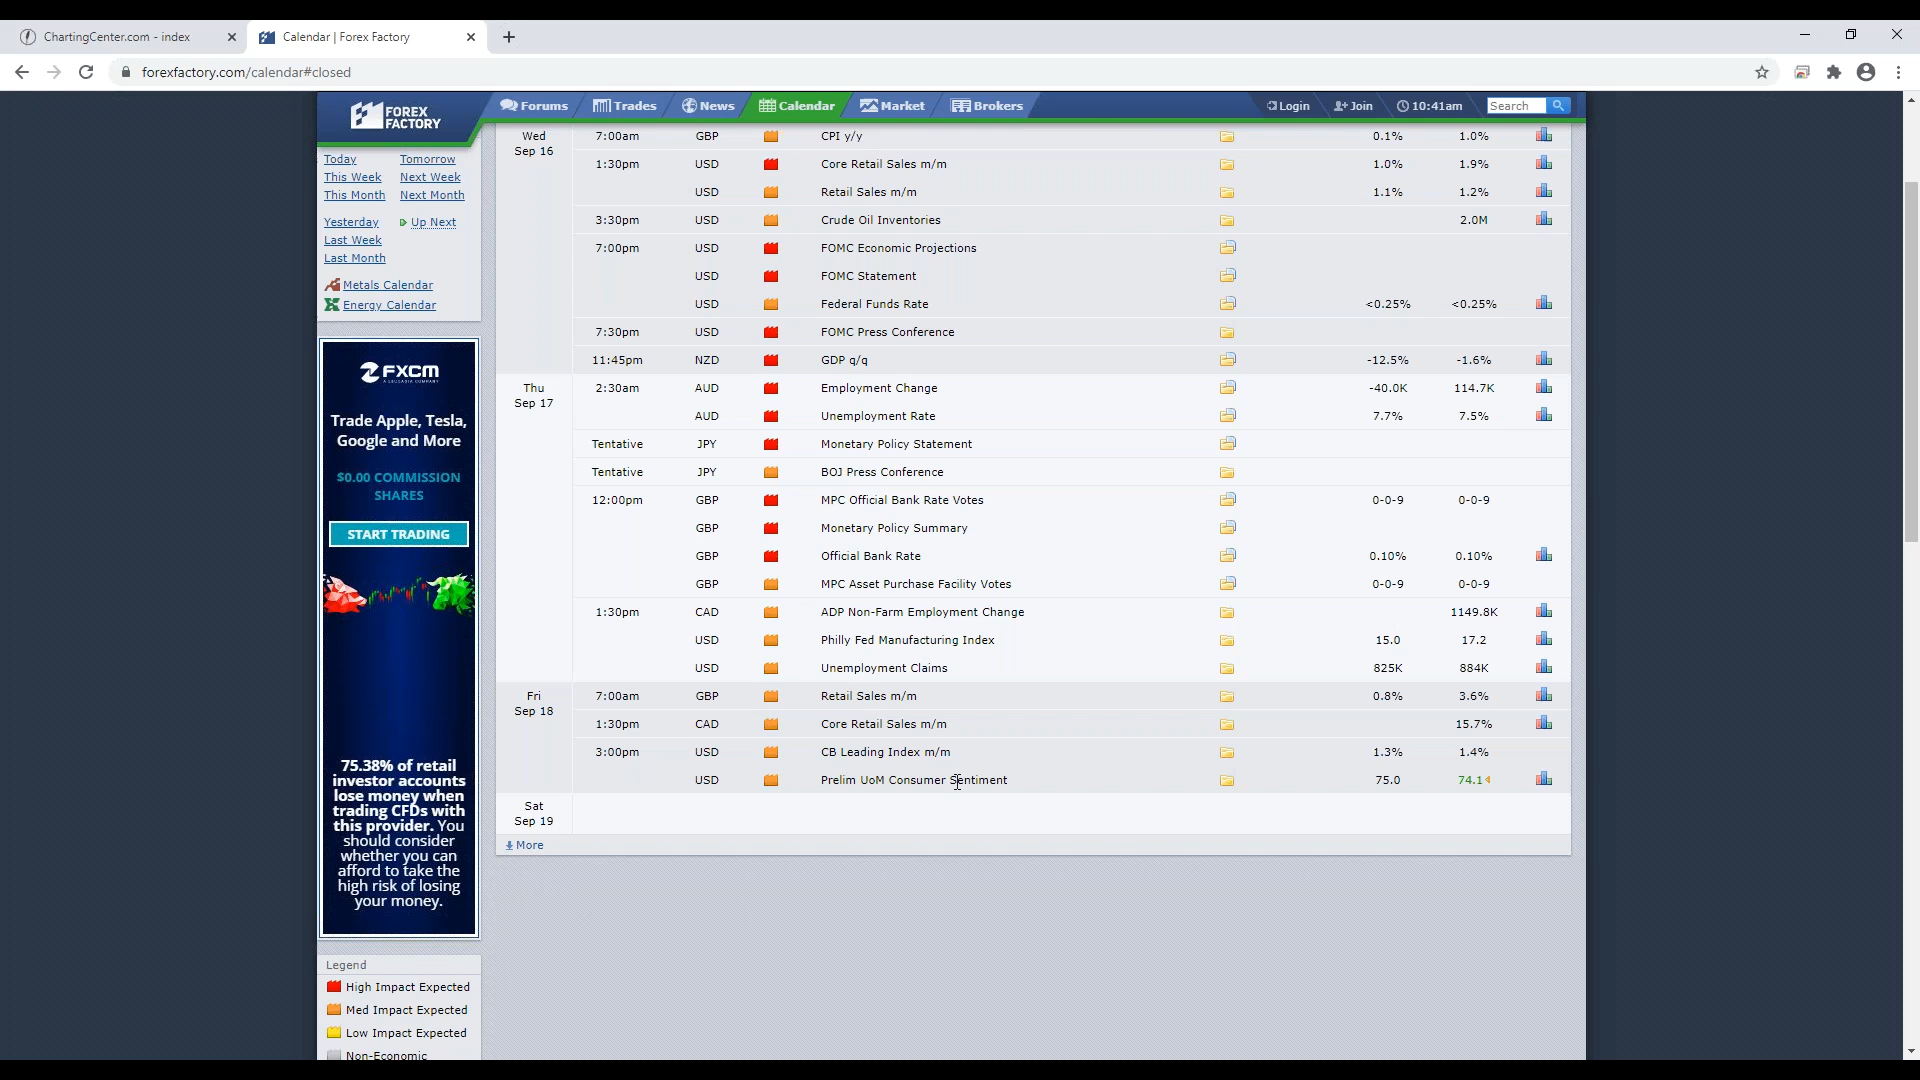 ChartingCenter.com - index
Calendar | Forex Factory
forexfactory.com/calendar#closed
FOREX
FACTORY
Forums Trades News Calendar Market Brokers Login Join 10:41am Search
Today Tomorrow
This Week Next Week
This Month Next Month
Yesterday Up Next
Last Week
Last Month
Metals Calendar
Energy Calendar
FXCM
A LEUCADIA COMPANY
Trade Apple, Tesla,
Google and More
$0.00 COMMISSION
SHARES
START TRADING
75.38% of retail
investor accounts
lose money when
trading CFDs with
this provider. You
should consider
whether you can
afford to take the
high risk of losing
your money.
Legend
High Impact Expected
Med Impact Expected
Low Impact Expected
Non-Economic
Wed 7:00am GBP CPI y/y 0.1% 1.0%
Sep 16
1:30pm USD Core Retail Sales m/m 1.0% 1.9%
USD Retail Sales m/m 1.1% 1.2%
3:30pm USD Crude Oil Inventories 2.0M
7:00pm USD FOMC Economic Projections
USD FOMC Statement
USD Federal Funds Rate <0.25% <0.25%
7:30pm USD FOMC Press Conference
11:45pm NZD GDP q/q -12.5% -1.6%
Thu 2:30am AUD Employment Change -40.0K 114.7K
Sep 17
AUD Unemployment Rate 7.7% 7.5%
Tentative JPY Monetary Policy Statement
Tentative JPY BOJ Press Conference
12:00pm GBP MPC Official Bank Rate Votes 0-0-9 0-0-9
GBP Monetary Policy Summary
GBP Official Bank Rate 0.10% 0.10%
GBP MPC Asset Purchase Facility Votes 0-0-9 0-0-9
1:30pm CAD ADP Non-Farm Employment Change 1149.8K
USD Philly Fed Manufacturing Index 15.0 17.2
USD Unemployment Claims 825K 884K
Fri 7:00am GBP Retail Sales m/m 0.8% 3.6%
Sep 18
1:30pm CAD Core Retail Sales m/m 15.7%
3:00pm USD CB Leading Index m/m 1.3% 1.4%
USD Prelim UoM Consumer Sentiment 75.0 74.1
Sat
Sep 19
More